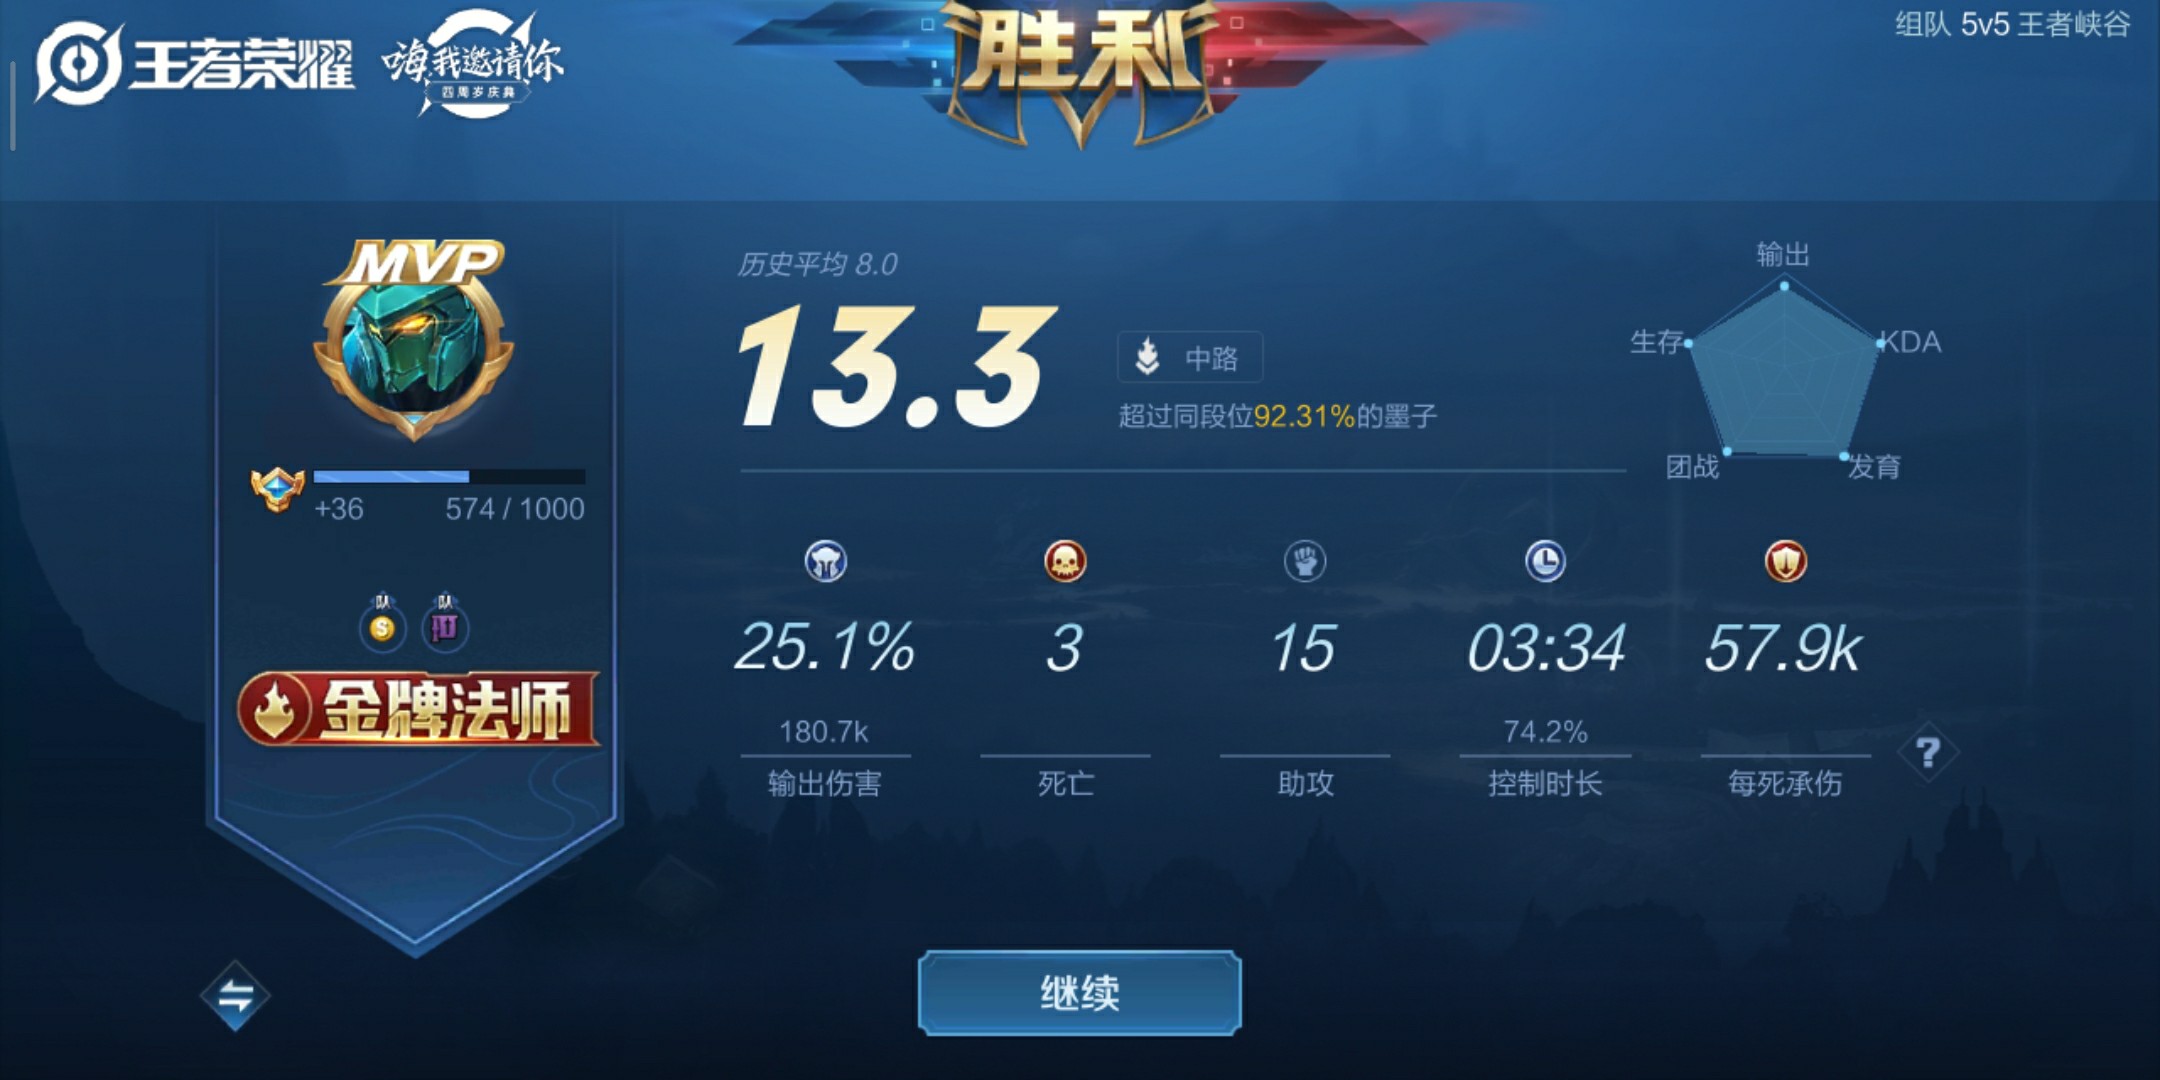 王者荣耀
嗨我邀请你
四周岁庆典
胜利
组队 5v5 王者峡谷
MVP
+36
574 / 1000
队
队
金牌法师
历史平均 8.0
13.3
中路
超过同段位92.31%的墨子
输出
KDA
发育
团战
生存
25.1%
3
15
03:34
57.9k
180.7k
74.2%
输出伤害
死亡
助攻
控制时长
每死承伤
?
继续